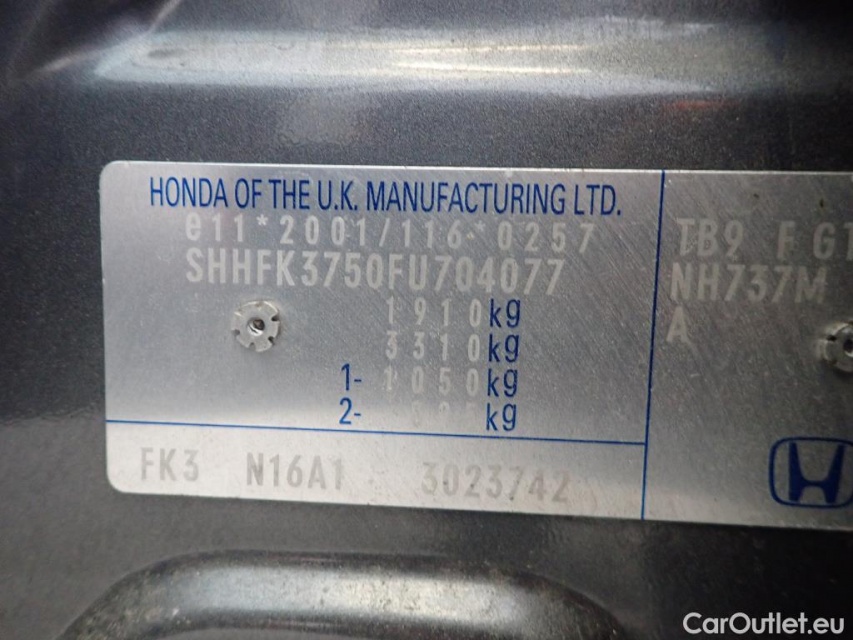 HONDA OF THE U.K. MANUFACTURING LTD.
e11*2001/116*0257
SHHFK3750FU704077
1910kg
3310kg
1- 1050kg
2- kg
FK3 N16A1 3023742
TB9 F G1
NH737M
A
CarOutlet.eu